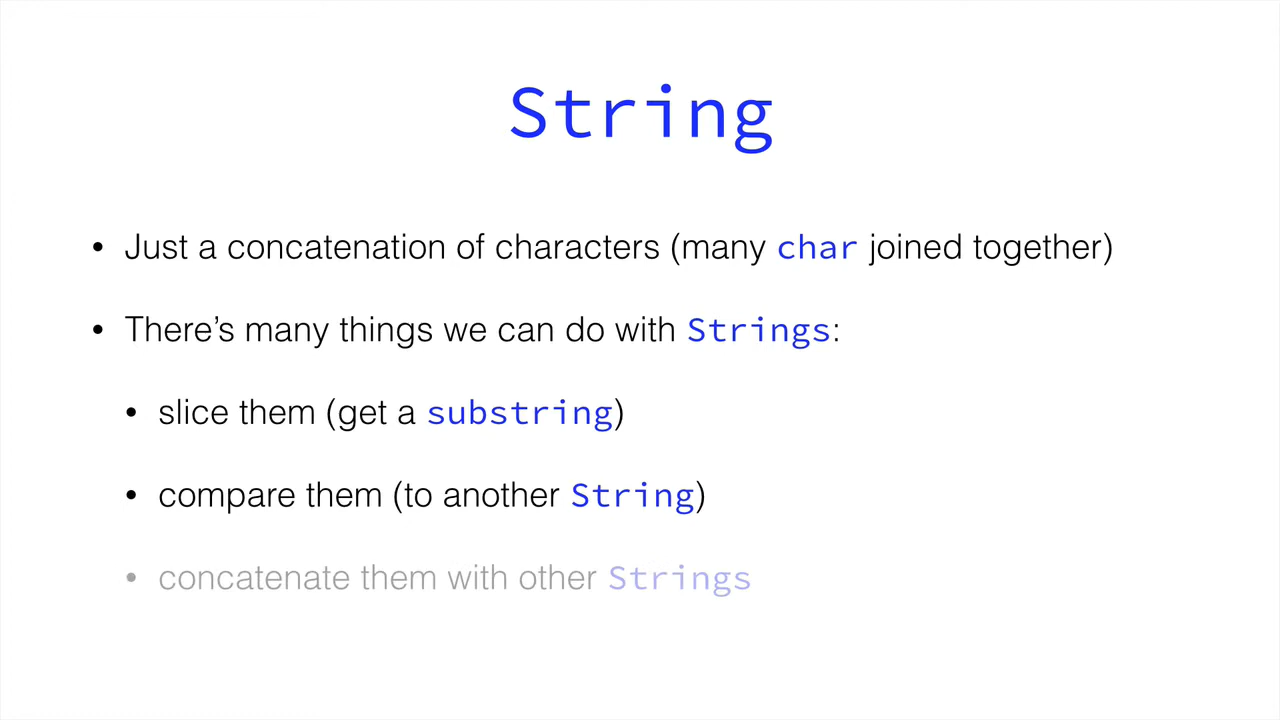 String
• Just a concatenation of characters (many char joined together)
• There’s many things we can do with Strings:
• slice them (get a substring)
• compare them (to another String)
• concatenate them with other Strings